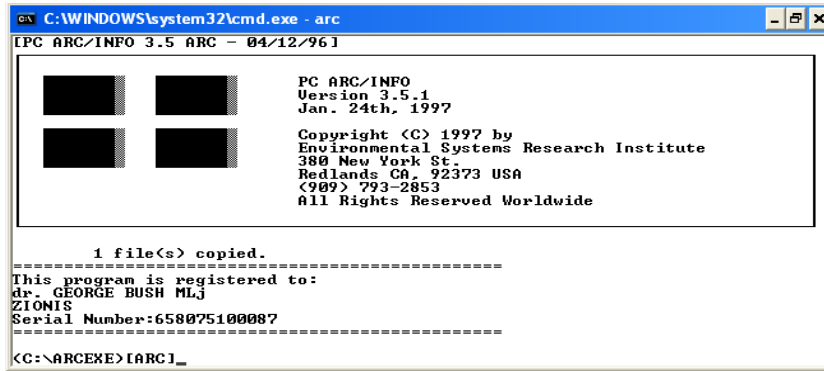 C:\WINDOWS\system32\cmd.exe - arc
[PC ARC/INFO 3.5 ARC - 04/12/96]
PC ARC/INFO
Version 3.5.1
Jan. 24th, 1997
Copyright (C) 1997 by
Environmental Systems Research Institute
380 New York St.
Redlands CA, 92373 USA
(909) 793-2853
All Rights Reserved Worldwide
1 file(s) copied.
==================================================
This program is registered to:
dr. GEORGE BUSH MLj
ZIONIS
Serial Number:658075100087
==================================================
(C:\ARCEXE)[ARC]_